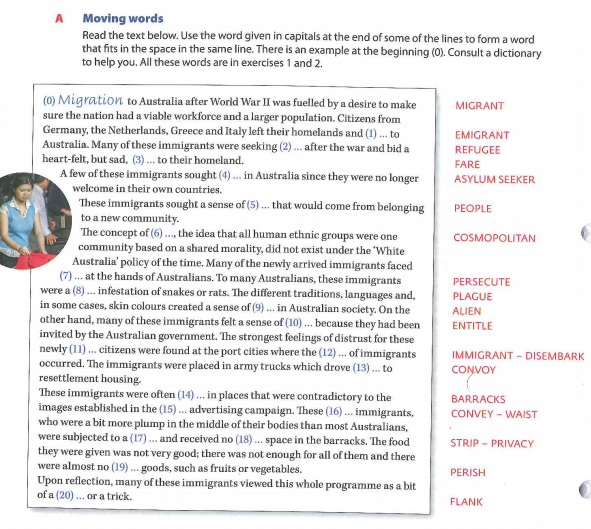 A Moving words
Read the text below. Use the word given in capitals at the end of some of the lines to form a word
that fits in the space in the same line. There is an example at the beginning (0). Consult a dictionary
to help you. All these words are in exercises 1 and 2.
(0) Migration to Australia after World War II was fuelled by a desire to make MIGRANT
sure the nation had a viable workforce and a larger population. Citizens from
Germany, the Netherlands, Greece and Italy left their homelands and (1) ... to EMIGRANT
Australia. Many of these immigrants were seeking (2) ... after the war and bid a REFUGEE
heart-felt, but sad, (3) ... to their homeland. FARE
A few of these immigrants sought (4) ... in Australia since they were no longer ASYLUM SEEKER
welcome in their own countries.
These immigrants sought a sense of (5) ... that would come from belonging PEOPLE
to a new community.
The concept of (6) ..., the idea that all human ethnic groups were one COSMOPOLITAN
community based on a shared morality, did not exist under the 'White
Australia' policy of the time. Many of the newly arrived immigrants faced
(7) ... at the hands of Australians. To many Australians, these immigrants PERSECUTE
were a (8) ... infestation of snakes or rats. The different traditions, languages and, PLAGUE
in some cases, skin colours created a sense of (9) ... in Australian society. On the ALIEN
other hand, many of these immigrants felt a sense of (10) ... because they had been ENTITLE
invited by the Australian government. The strongest feelings of distrust for these
newly (11) ... citizens were found at the port cities where the (12) ... of immigrants IMMIGRANT – DISEMBARK
occurred. The immigrants were placed in army trucks which drove (13) ... to CONVOY
resettlement housing.
These immigrants were often (14) ... in places that were contradictory to the BARRACKS
images established in the (15) ... advertising campaign. These (16) ... immigrants, CONVEY – WAIST
who were a bit more plump in the middle of their bodies than most Australians,
were subjected to a (17) ... and received no (18) ... space in the barracks. The food STRIP – PRIVACY
they were given was not very good; there was not enough for all of them and there
were almost no (19) ... goods, such as fruits or vegetables. PERISH
Upon reflection, many of these immigrants viewed this whole programme as a bit
of a (20) ... or a trick. FLANK